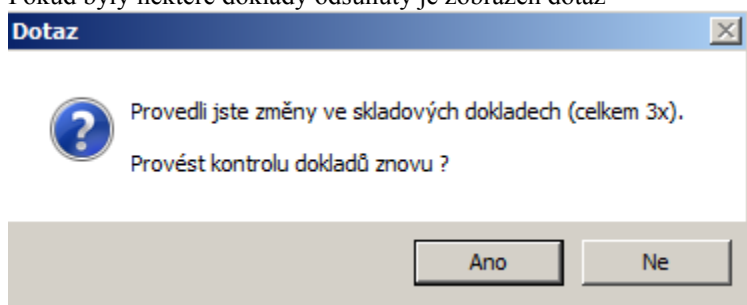 Pokud byly některé doklady odsunuty je zobrazen dotaz
Dotaz
Provedli jste změny ve skladových dokladech (celkem 3x).
Provést kontrolu dokladů znovu ?
Ano
Ne